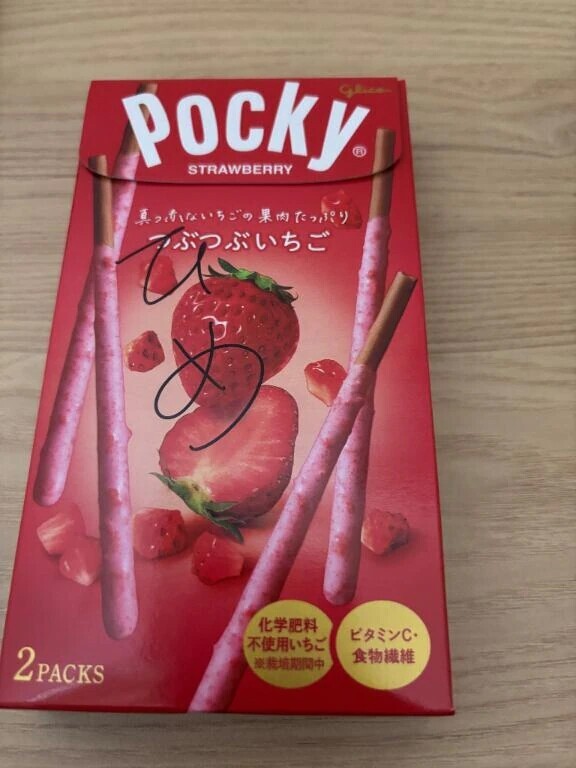 Glico
Pocky
®
STRAWBERRY
真っ赤ないちごの果肉たっぷり
つぶつぶいちご
ひめ
化学肥料
不使用いちご
※栽培期間中
ビタミンC・
食物繊維
2 PACKS